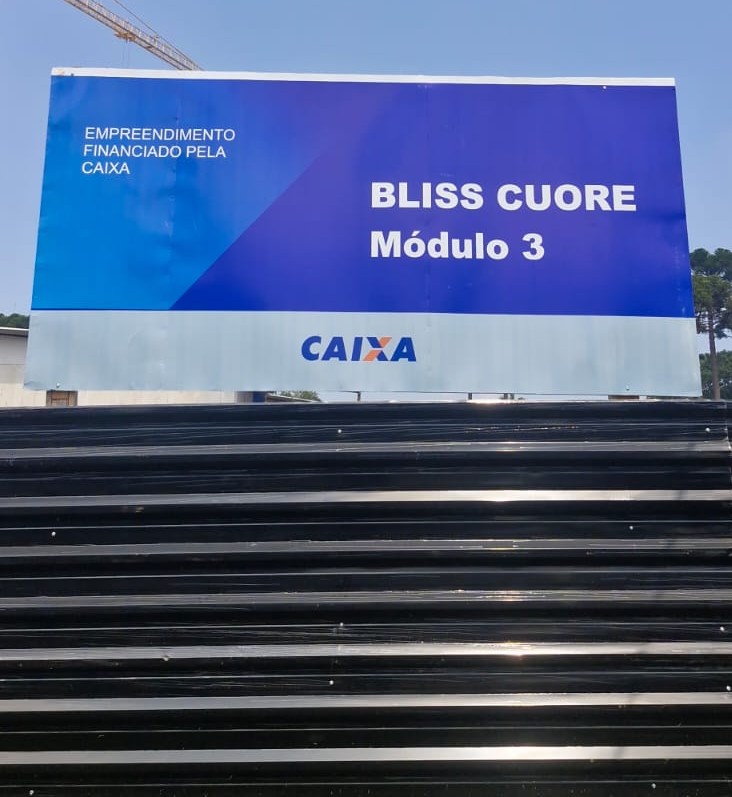 EMPREENDIMENTO
FINANCIADO PELA
CAIXA
BLISS CUORE
Módulo 3
CAIXA